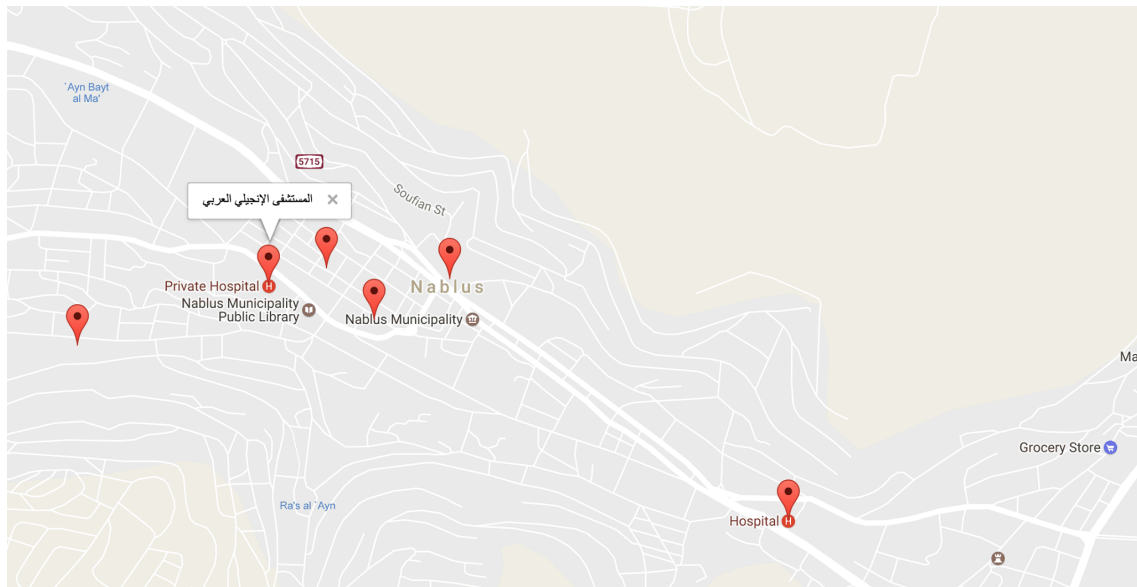 `Ayn Bayt
al Ma'
5715
المستشفى الإنجيلي العربي
Soufian St
Private Hospital H
Nablus
Nablus Municipality
Public Library
Nablus Municipality
Ma
Grocery Store
Ra's al `Ayn
Hospital H